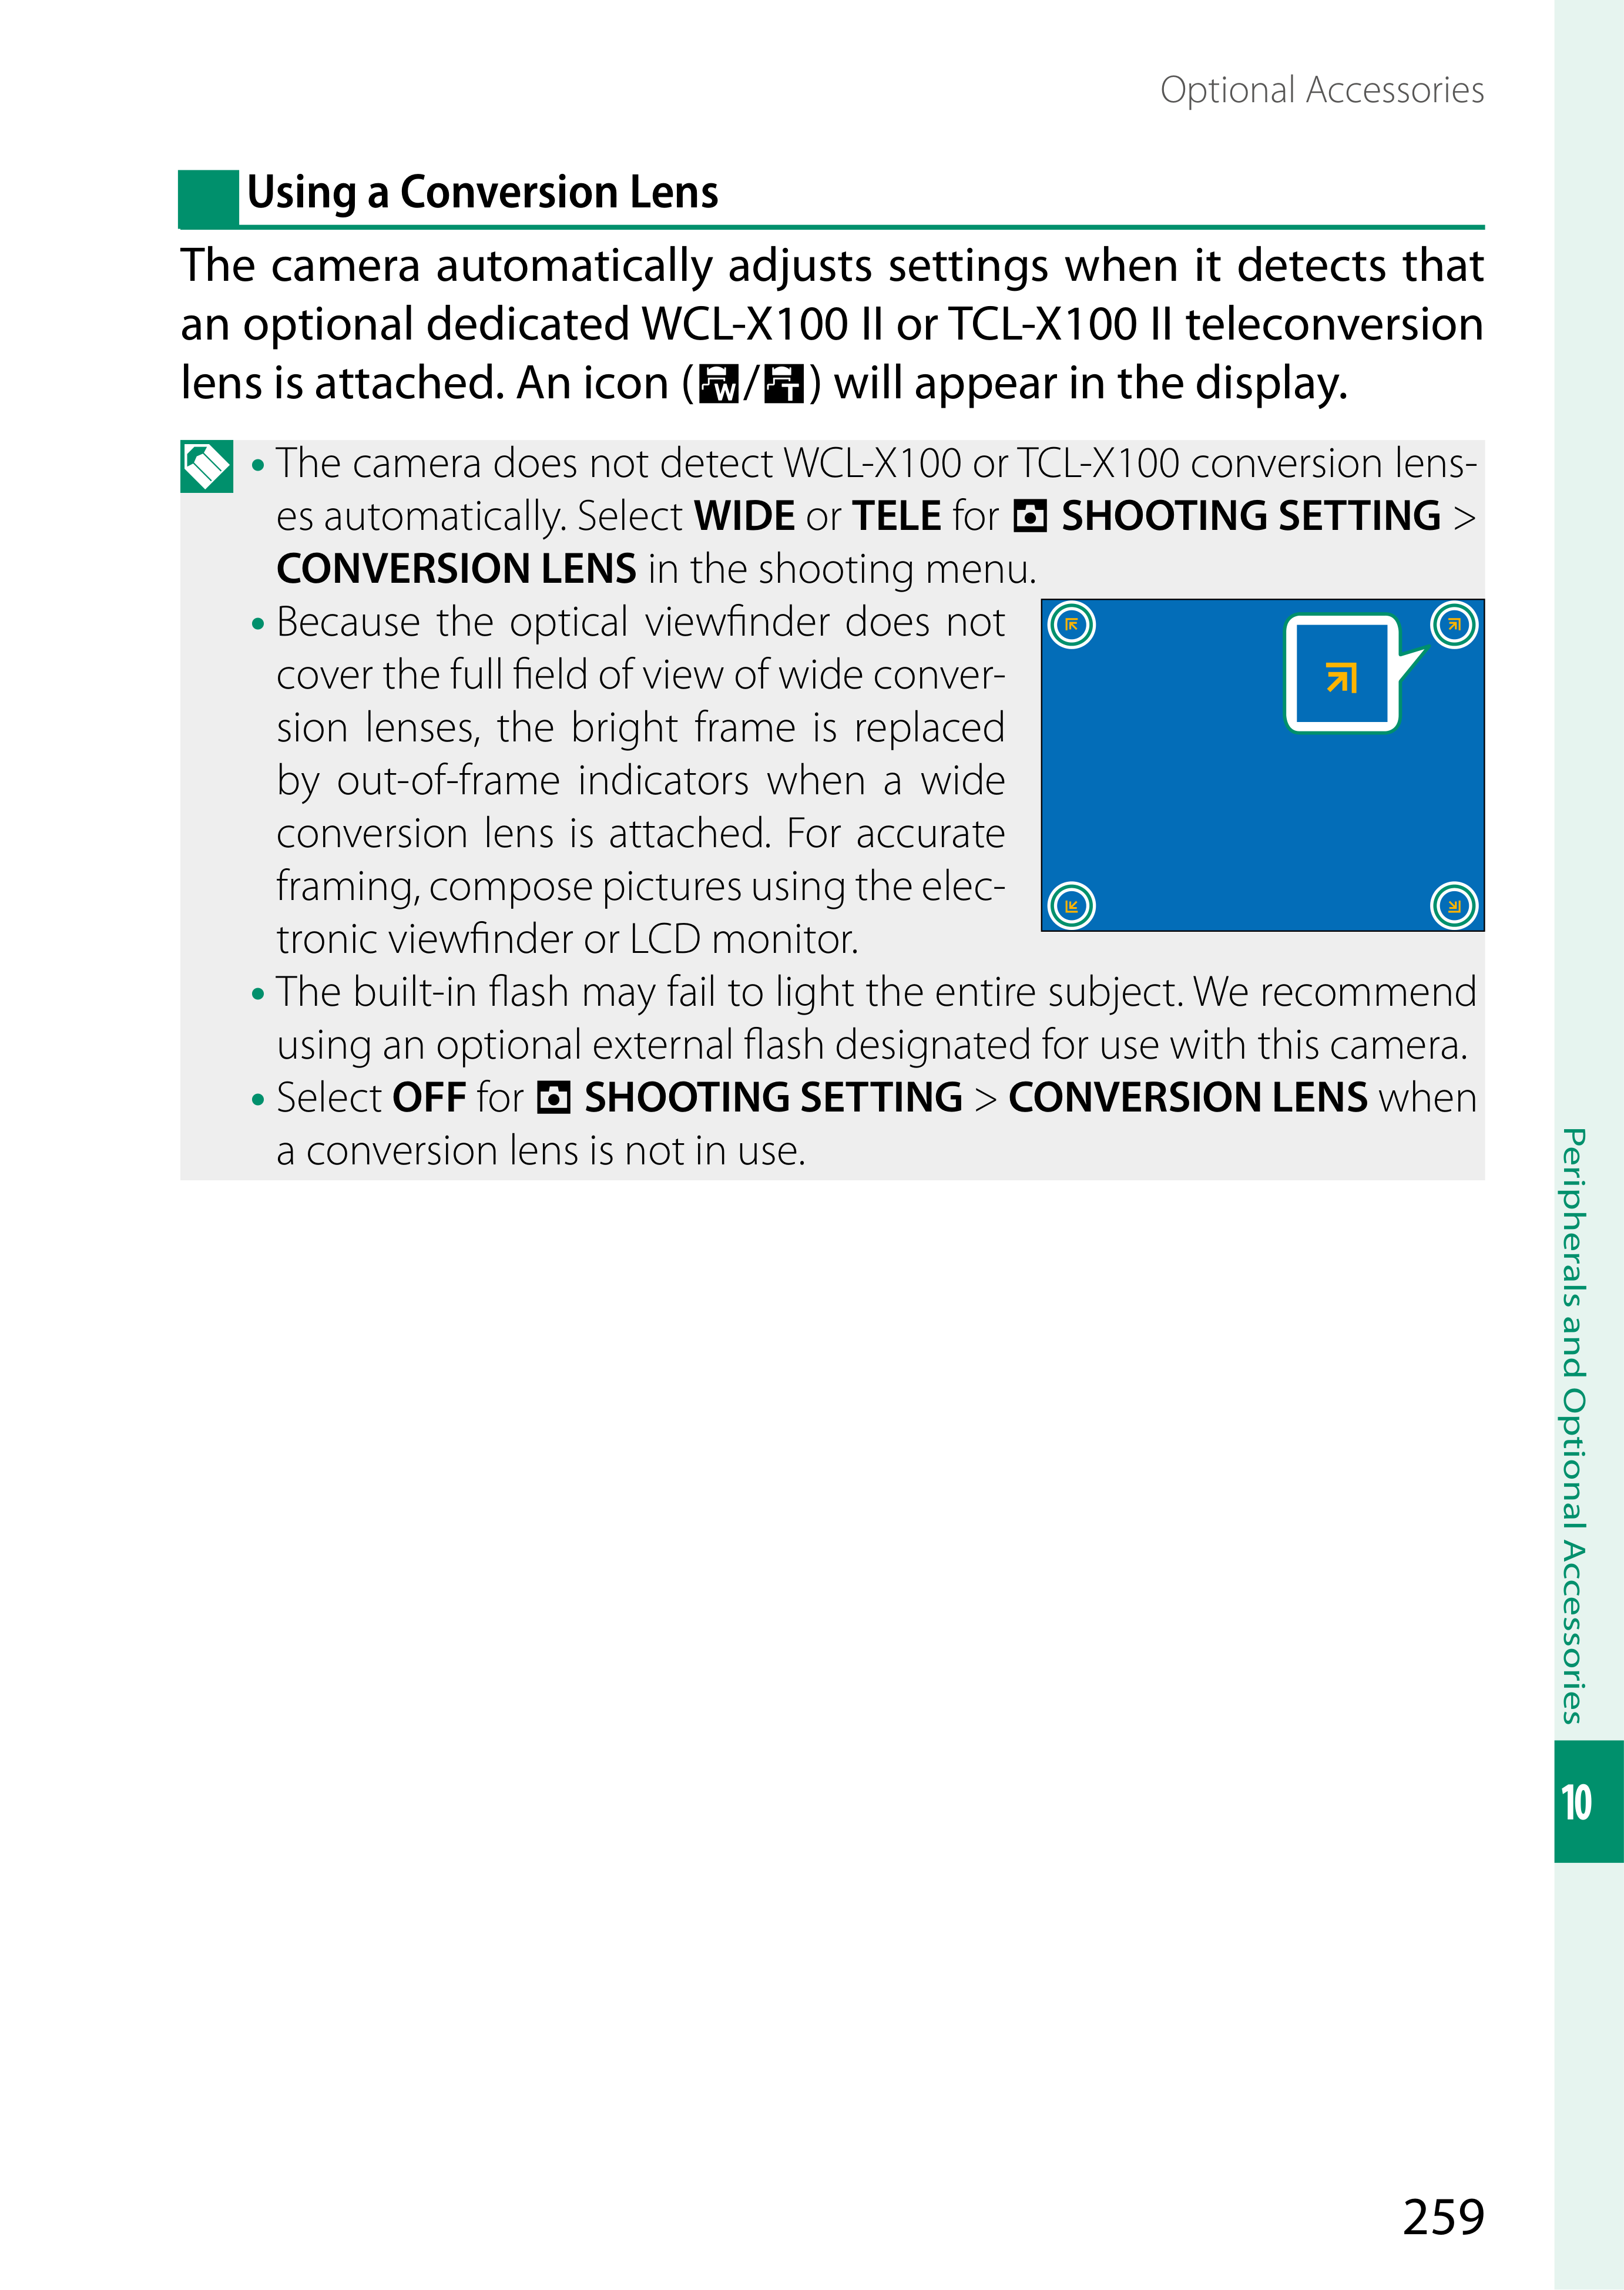 Optional Accessories
Using a Conversion Lens
The camera automatically adjusts settings when it detects that
an optional dedicated WCL-X100 II or TCL-X100 II teleconversion
lens is attached. An icon (W/T) will appear in the display.
• The camera does not detect WCL-X100 or TCL-X100 conversion lens-
es automatically. Select WIDE or TELE for SHOOTING SETTING >
CONVERSION LENS in the shooting menu.
• Because the optical viewfinder does not
cover the full field of view of wide conver-
sion lenses, the bright frame is replaced
by out-of-frame indicators when a wide
conversion lens is attached. For accurate
framing, compose pictures using the elec-
tronic viewfinder or LCD monitor.
• The built-in flash may fail to light the entire subject. We recommend
using an optional external flash designated for use with this camera.
• Select OFF for SHOOTING SETTING > CONVERSION LENS when
a conversion lens is not in use.
Peripherals and Optional Accessories
10
259